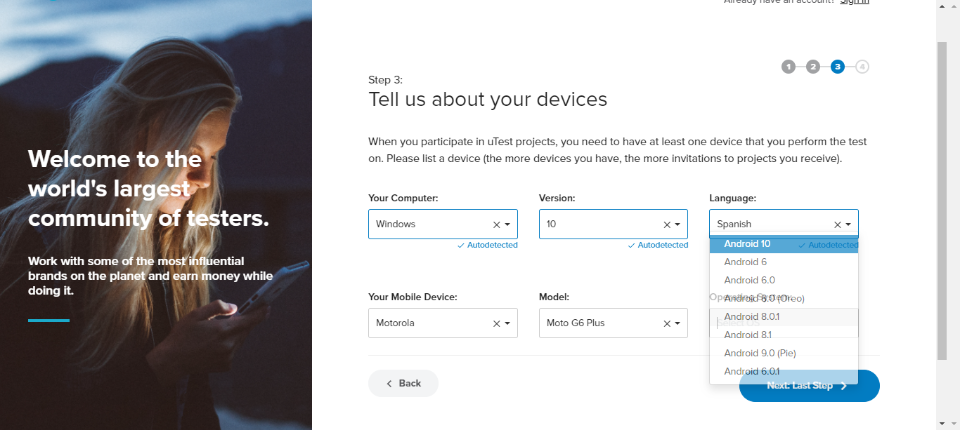 Already have an account? Sign in
1 2 3 4
Step 3:
Tell us about your devices
When you participate in uTest projects, you need to have at least one device that you perform the test
on. Please list a device (the more devices you have, the more invitations to projects you receive).
Welcome to the
world's largest
community of testers.
Work with some of the most influential
brands on the planet and earn money while
doing it.
Your Computer:
Windows
Autodetected
Version:
10
Autodetected
Language:
Spanish
Autodetected
Your Mobile Device:
Motorola
Model:
Moto G6 Plus
Operating System:
Android 10
Android 6
Android 6.0
Android 8.0 (Oreo)
Android 8.0.1
Android 8.1
Android 9.0 (Pie)
Android 6.0.1
Back
Next: Last Step